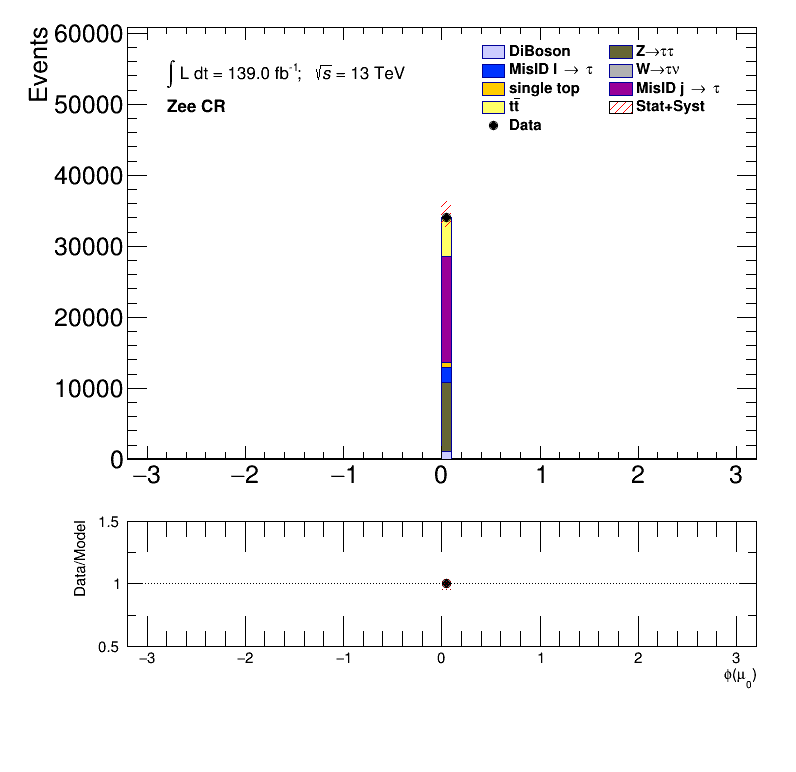 Events
60000
50000
40000
30000
20000
10000
0
∫ L dt = 139.0 fb⁻¹; √s = 13 TeV
Zee CR
DiBoson
MisID l → τ
single top
tt̄
Data
Z→ττ
W→τν
MisID j → τ
Stat+Syst
−3 −2 −1 0 1 2 3
Data/Model
1.5
1
0.5
−3 −2 −1 0 1 2 3
ϕ(μ₀)